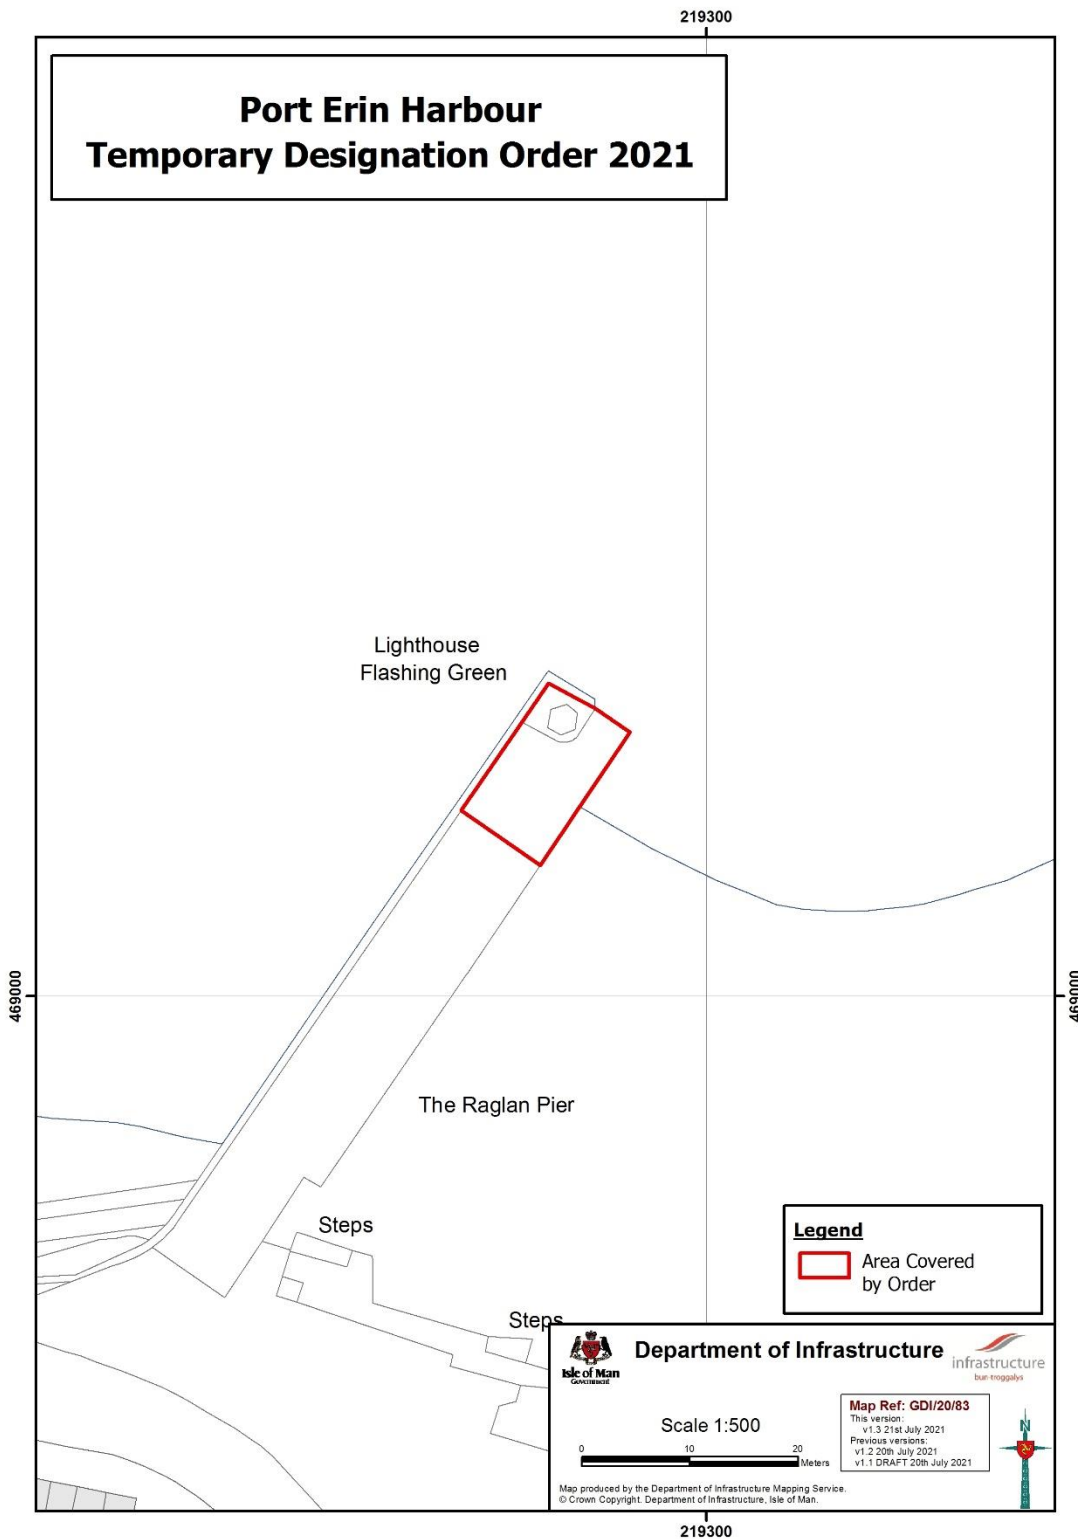 219300
Port Erin Harbour
Temporary Designation Order 2021
Lighthouse
Flashing Green
469000
469000
The Raglan Pier
Steps
Steps
Legend
Area Covered
by Order
Isle of Man
Government
Department of Infrastructure
infrastructure
bun-troggalys
Scale 1:500
0 10 20
Meters
Map Ref: GDI/20/83
This version:
v1.3 21st July 2021
Previous versions:
v1.2 20th July 2021
v1.1 DRAFT 20th July 2021
N
Map produced by the Department of Infrastructure Mapping Service.
© Crown Copyright. Department of Infrastructure, Isle of Man.
219300